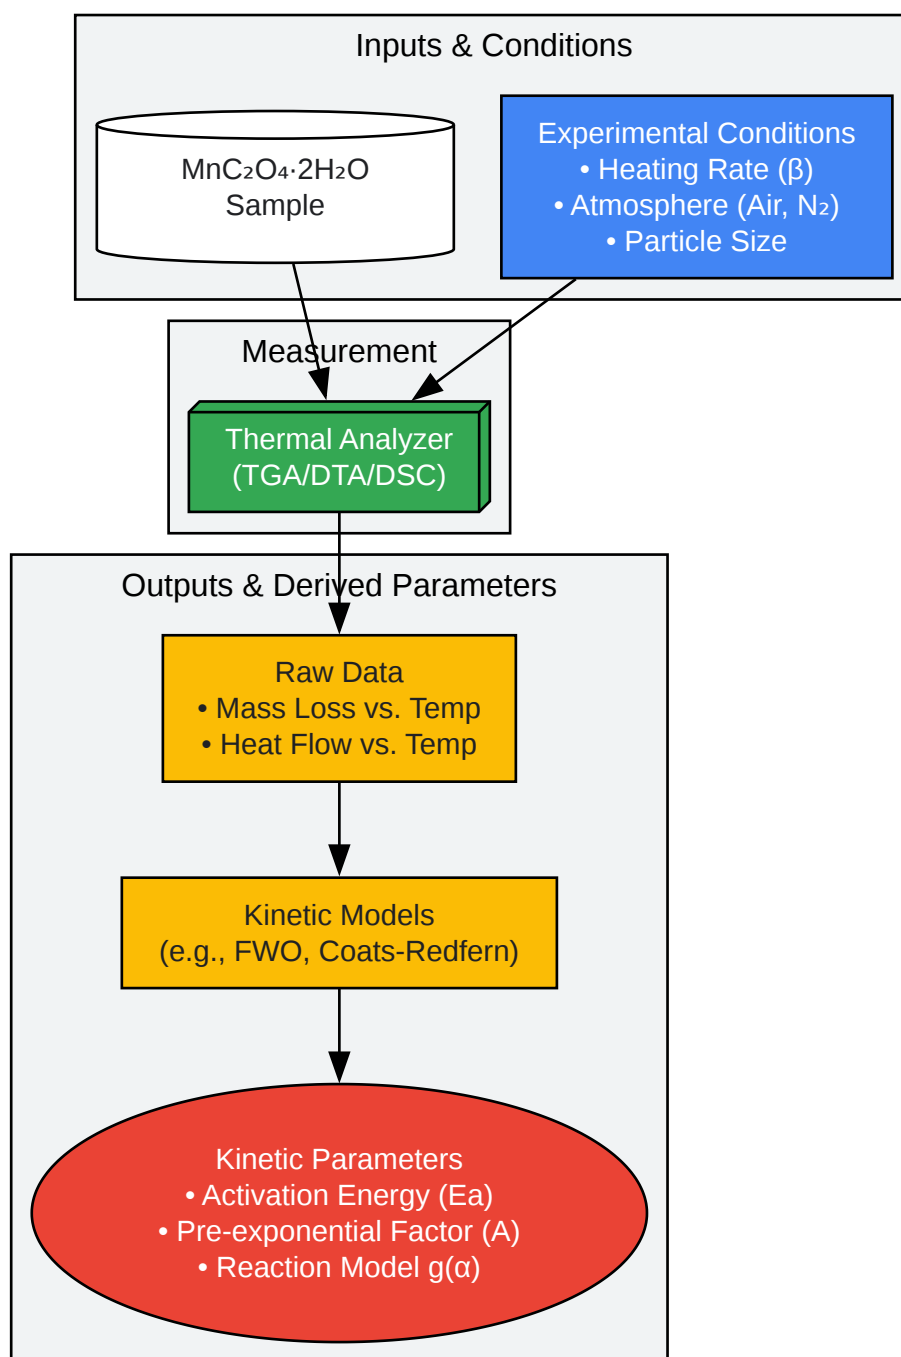 Inputs & Conditions
MnC₂O₄·2H₂O
Sample
Experimental Conditions
• Heating Rate (β)
• Atmosphere (Air, N₂)
• Particle Size
Measurement
Thermal Analyzer
(TGA/DTA/DSC)
Outputs & Derived Parameters
Raw Data
• Mass Loss vs. Temp
• Heat Flow vs. Temp
Kinetic Models
(e.g., FWO, Coats-Redfern)
Kinetic Parameters
• Activation Energy (Ea)
• Pre-exponential Factor (A)
• Reaction Model g(α)